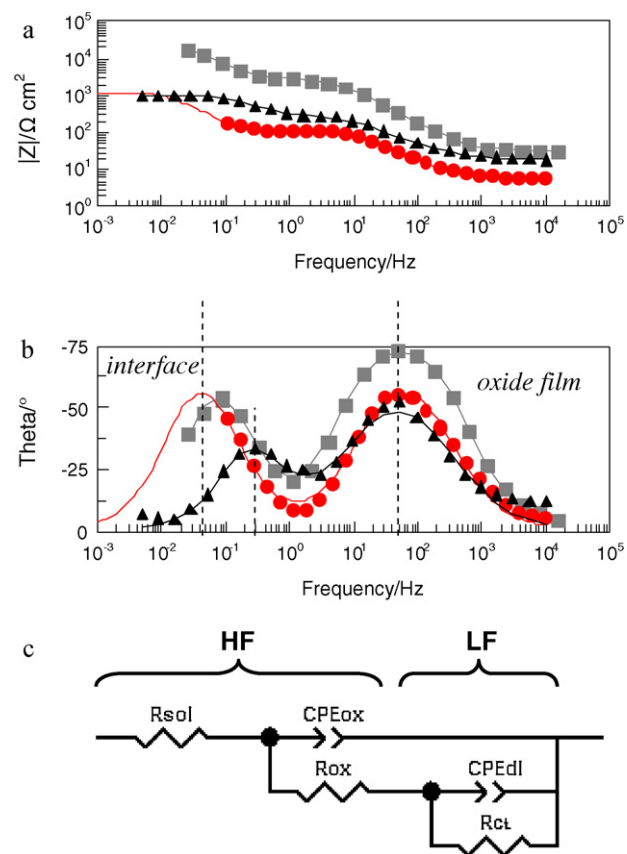 a
10^5
10^4
10^3
10^2
10^1
10^0
|Z|/Ω cm^2
10^-3 10^-2 10^-1 10^0 10^1 10^2 10^3 10^4 10^5
Frequency/Hz
b
-75
-50
-25
0
Theta/°
interface
oxide film
10^-3 10^-2 10^-1 10^0 10^1 10^2 10^3 10^4 10^5
Frequency/Hz
c
HF LF
Rsol CPEox
Rox CPEdl
Rct